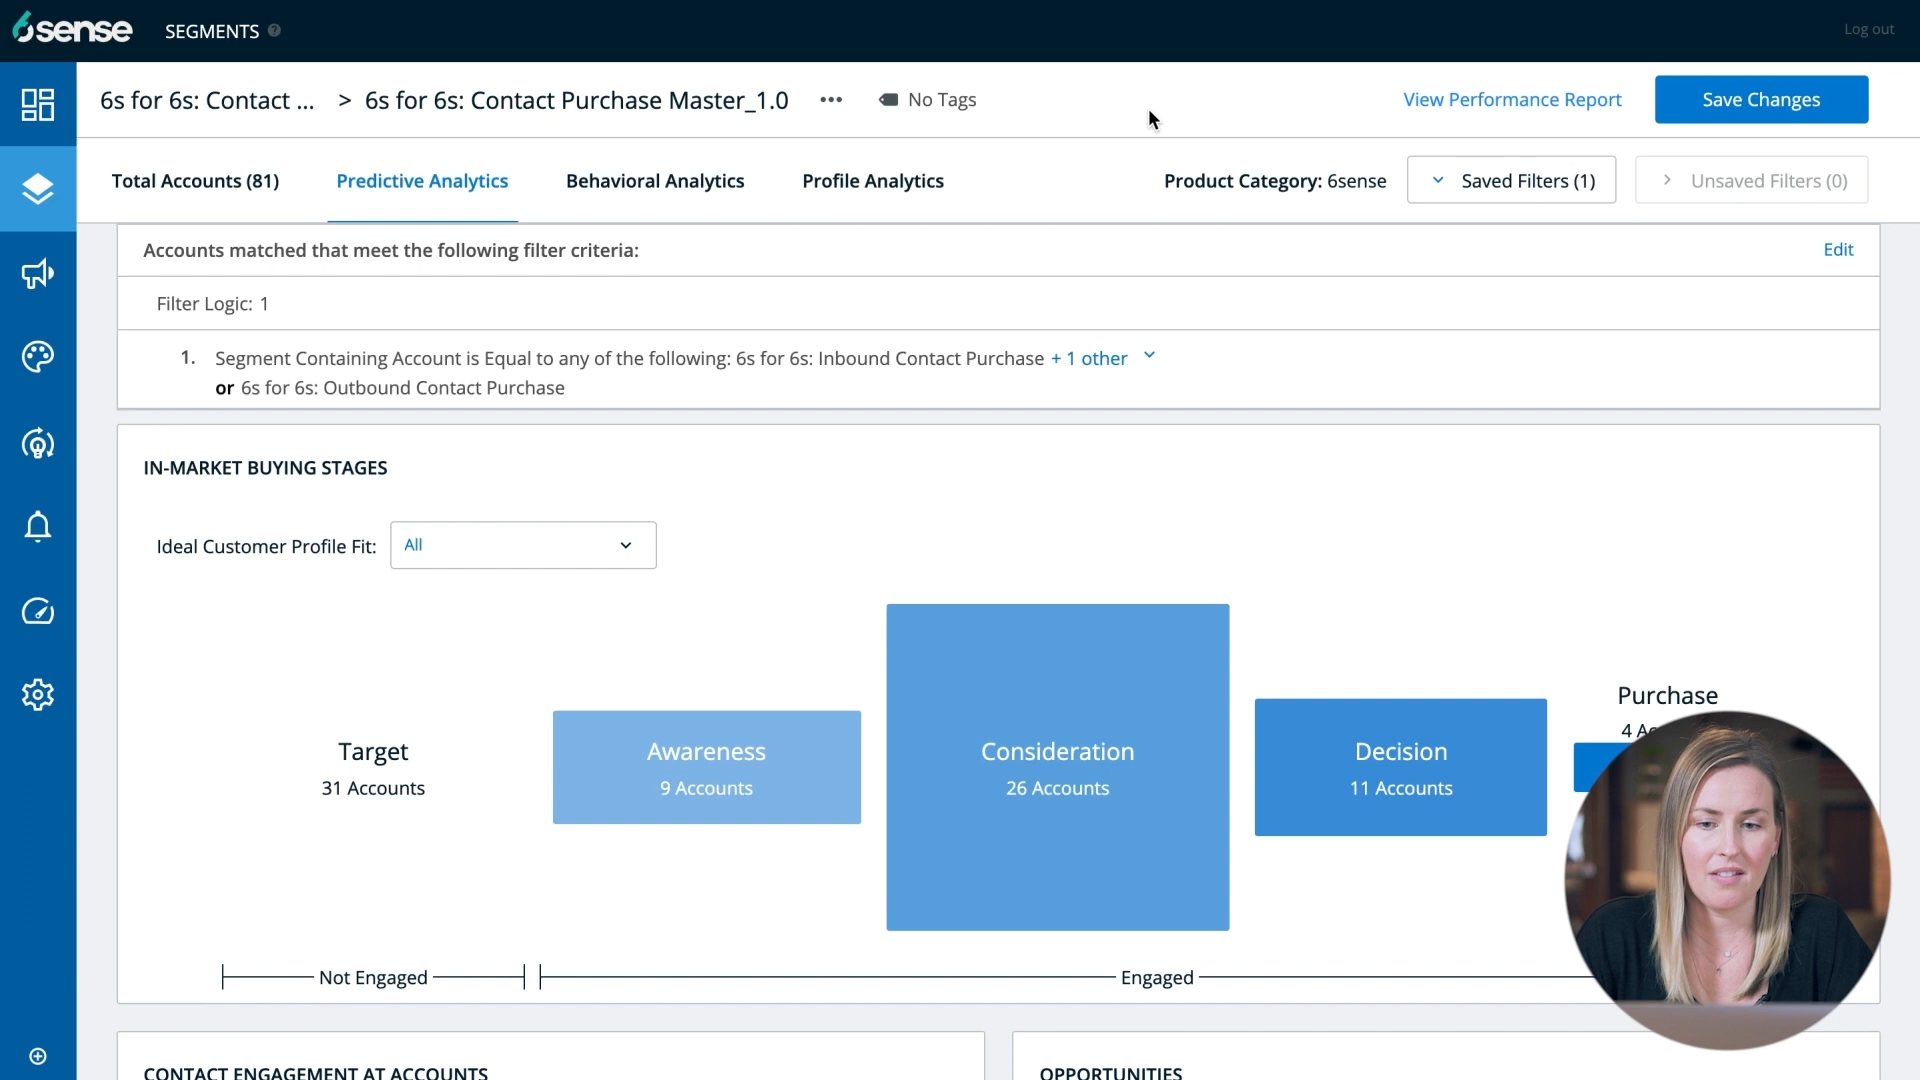 6sense SEGMENTS
Log out
6s for 6s: Contact ... > 6s for 6s: Contact Purchase Master_1.0 ••• No Tags
View Performance Report
Save Changes
Total Accounts (81)
Predictive Analytics
Behavioral Analytics
Profile Analytics
Product Category: 6sense
Saved Filters (1)
Unsaved Filters (0)
Accounts matched that meet the following filter criteria:
Edit
Filter Logic: 1
1. Segment Containing Account is Equal to any of the following: 6s for 6s: Inbound Contact Purchase + 1 other
or 6s for 6s: Outbound Contact Purchase
IN-MARKET BUYING STAGES
Ideal Customer Profile Fit: All
Target
31 Accounts
Awareness
9 Accounts
Consideration
26 Accounts
Decision
11 Accounts
Purchase
4
Not Engaged
Engaged
CONTACT ENGAGEMENT AT ACCOUNTS
OPPORTUNITIES